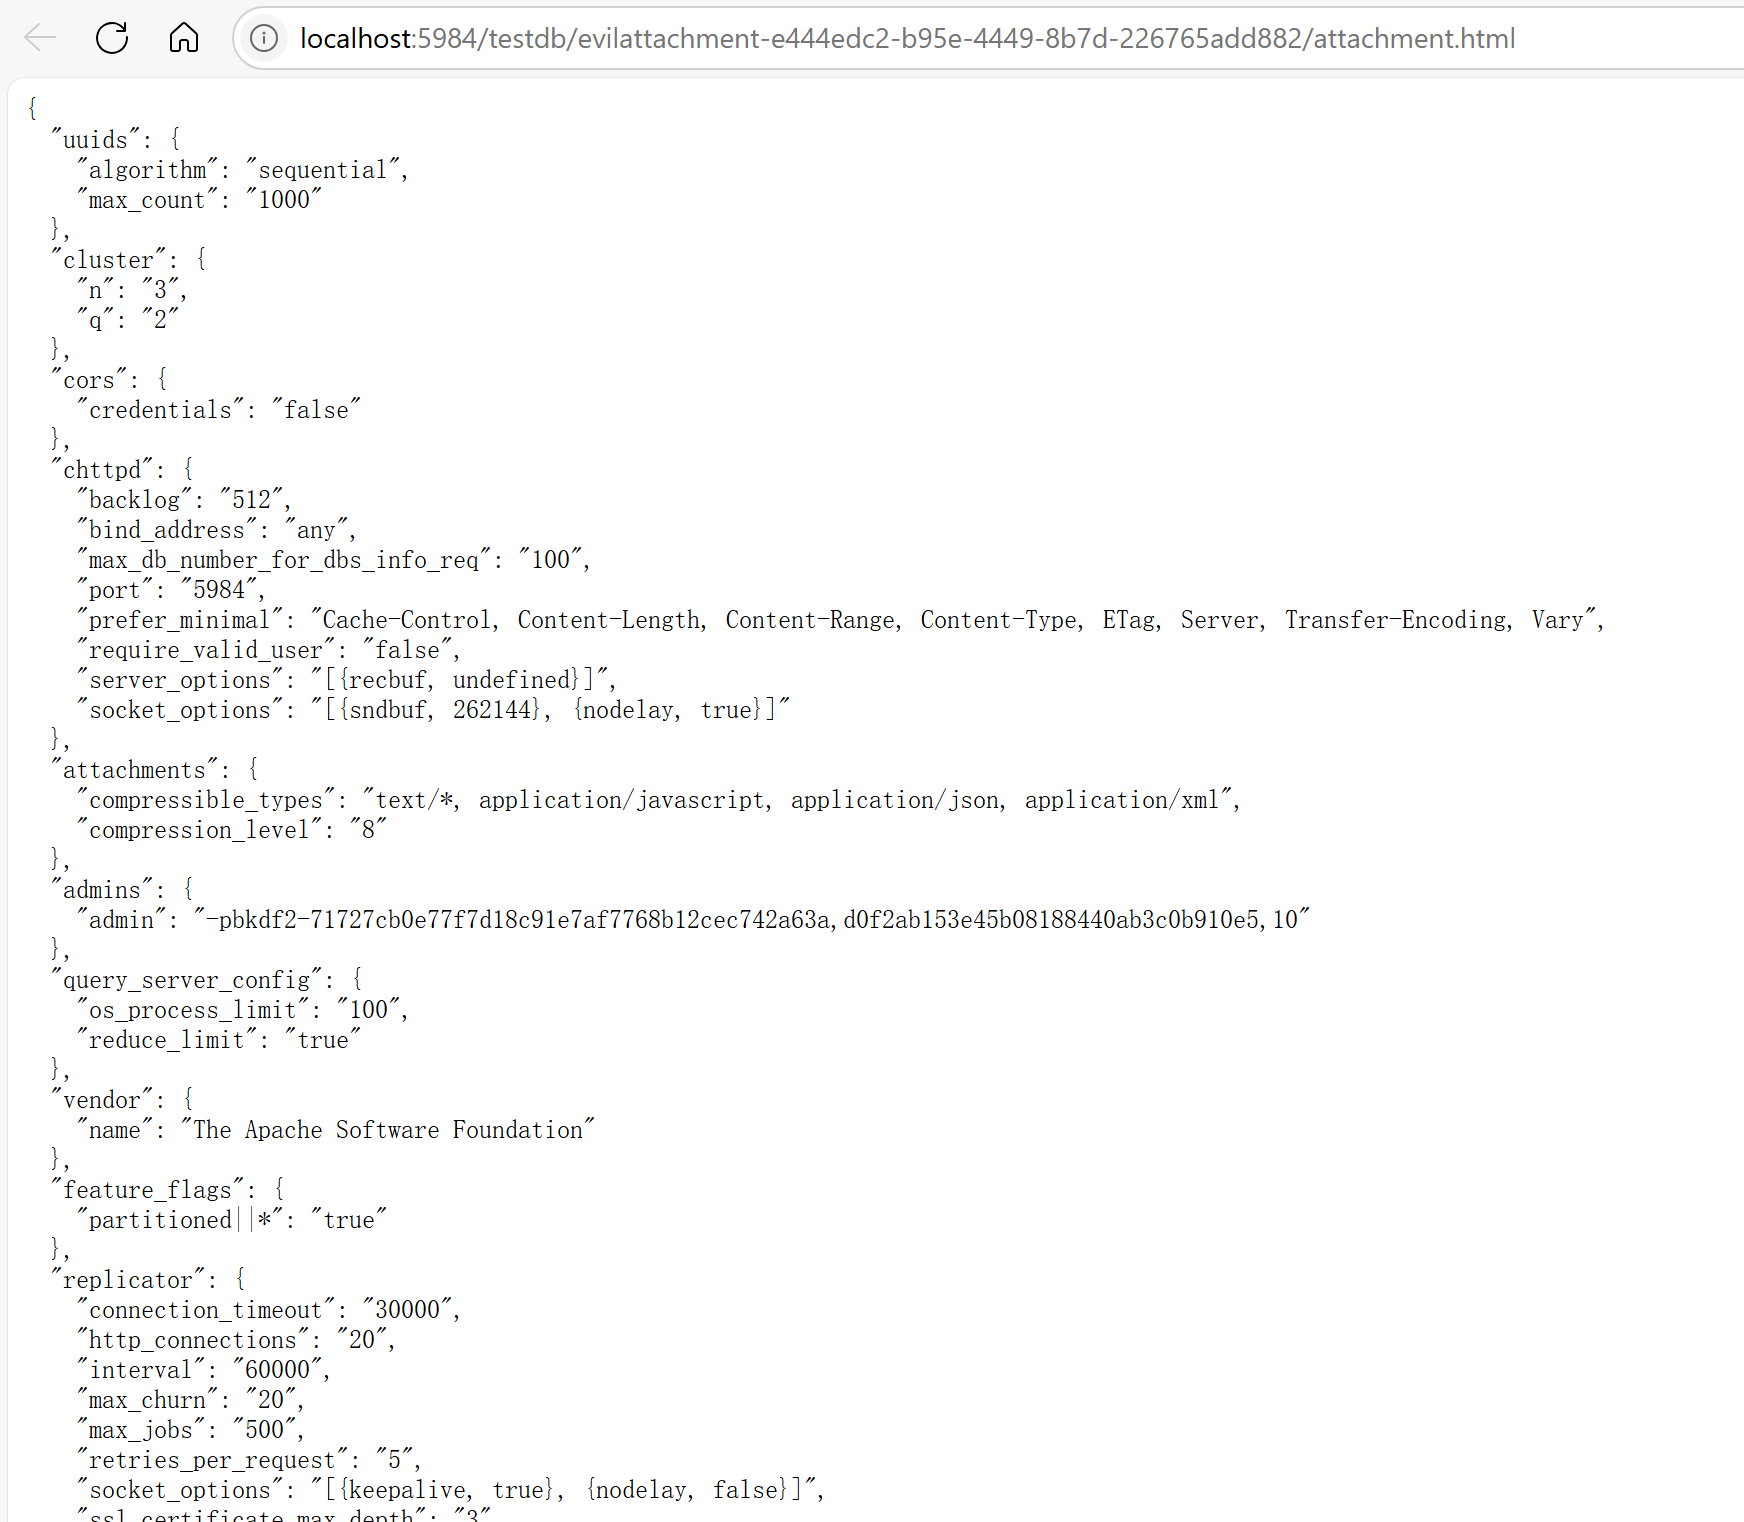 localhost:5984/testdb/evilattachment-e444edc2-b95e-4449-8b7d-226765add882/attachment.html
{
  "uuids": {
    "algorithm": "sequential",
    "max_count": "1000"
  },
  "cluster": {
    "n": "3",
    "q": "2"
  },
  "cors": {
    "credentials": "false"
  },
  "chttpd": {
    "backlog": "512",
    "bind_address": "any",
    "max_db_number_for_dbs_info_req": "100",
    "port": "5984",
    "prefer_minimal": "Cache-Control, Content-Length, Content-Range, Content-Type, ETag, Server, Transfer-Encoding, Vary",
    "require_valid_user": "false",
    "server_options": "[{recbuf, undefined}]",
    "socket_options": "[{sndbuf, 262144}, {nodelay, true}]"
  },
  "attachments": {
    "compressible_types": "text/*, application/javascript, application/json, application/xml",
    "compression_level": "8"
  },
  "admins": {
    "admin": "-pbkdf2-71727cb0e77f7d18c91e7af7768b12cec742a63a,d0f2ab153e45b08188440ab3c0b910e5,10"
  },
  "query_server_config": {
    "os_process_limit": "100",
    "reduce_limit": "true"
  },
  "vendor": {
    "name": "The Apache Software Foundation"
  },
  "feature_flags": {
    "partitioned||*": "true"
  },
  "replicator": {
    "connection_timeout": "30000",
    "http_connections": "20",
    "interval": "60000",
    "max_churn": "20",
    "max_jobs": "500",
    "retries_per_request": "5",
    "socket_options": "[{keepalive, true}, {nodelay, false}]",
    "ssl_certificate_max_depth": "3"